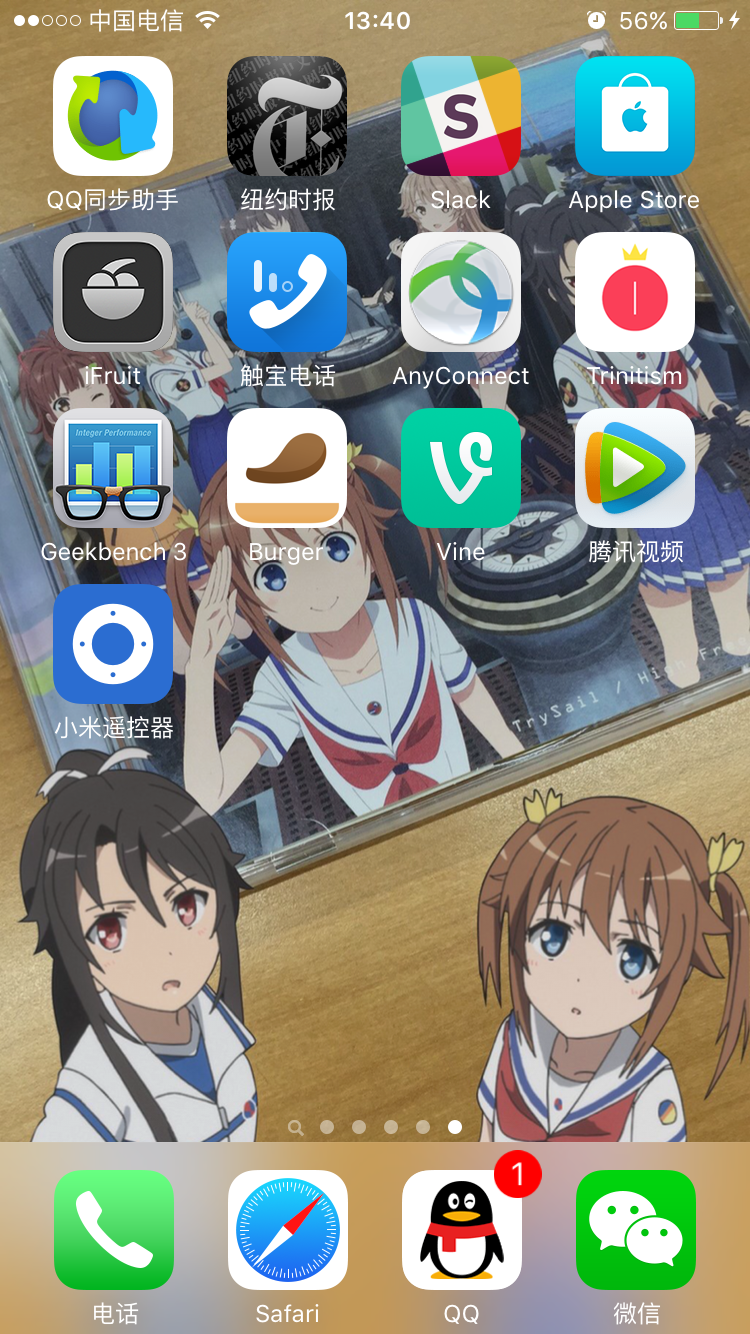 中国电信 13:40 56%
QQ同步助手 纽约时报 Slack Apple Store
iFruit 触宝电话 AnyConnect Trinitism
Integer Performance
Geekbench 3 Burger Vine 腾讯视频
小米遥控器
TrySail / High Free
1
电话 Safari QQ 微信